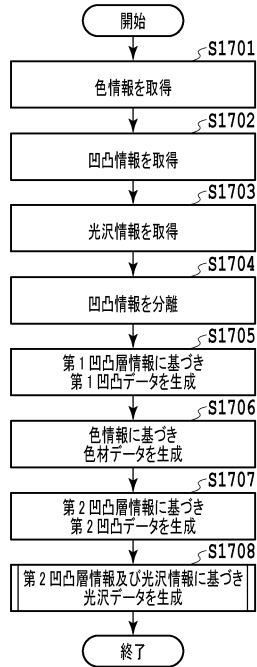 開始
S1701
色情報を取得
S1702
凹凸情報を取得
S1703
光沢情報を取得
S1704
凹凸情報を分離
S1705
第1凹凸層情報に基づき
第1凹凸データを生成
S1706
色情報に基づき
色材データを生成
S1707
第2凹凸層情報に基づき
第2凹凸データを生成
S1708
第2凹凸層情報及び光沢情報に基づき
光沢データを生成
終了